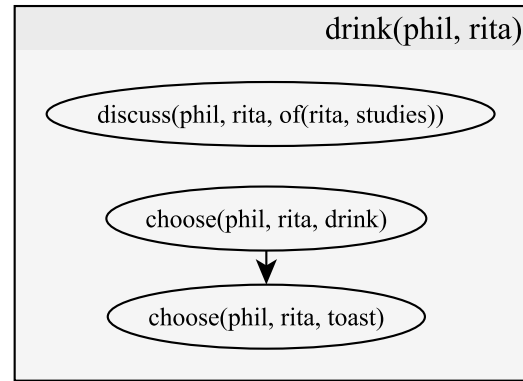 drink(phil, rita)
discuss(phil, rita, of(rita, studies))
choose(phil, rita, drink)
choose(phil, rita, toast)